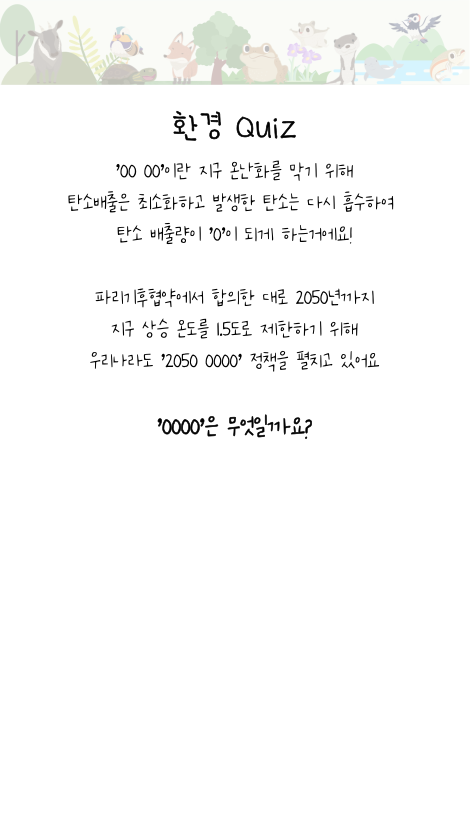 환경 Quiz
'00 00'이란 지구 온난화를 막기 위해
탄소배출은 최소화하고 발생한 탄소는 다시 흡수하여
탄소 배출량이 '0'이 되게 하는거에요!
파리기후협약에서 합의한 대로 2050년까지
지구 상승 온도를 1.5도로 제한하기 위해
우리나라도 '2050 0000' 정책을 펼치고 있어요
'0000'은 무엇일까요?